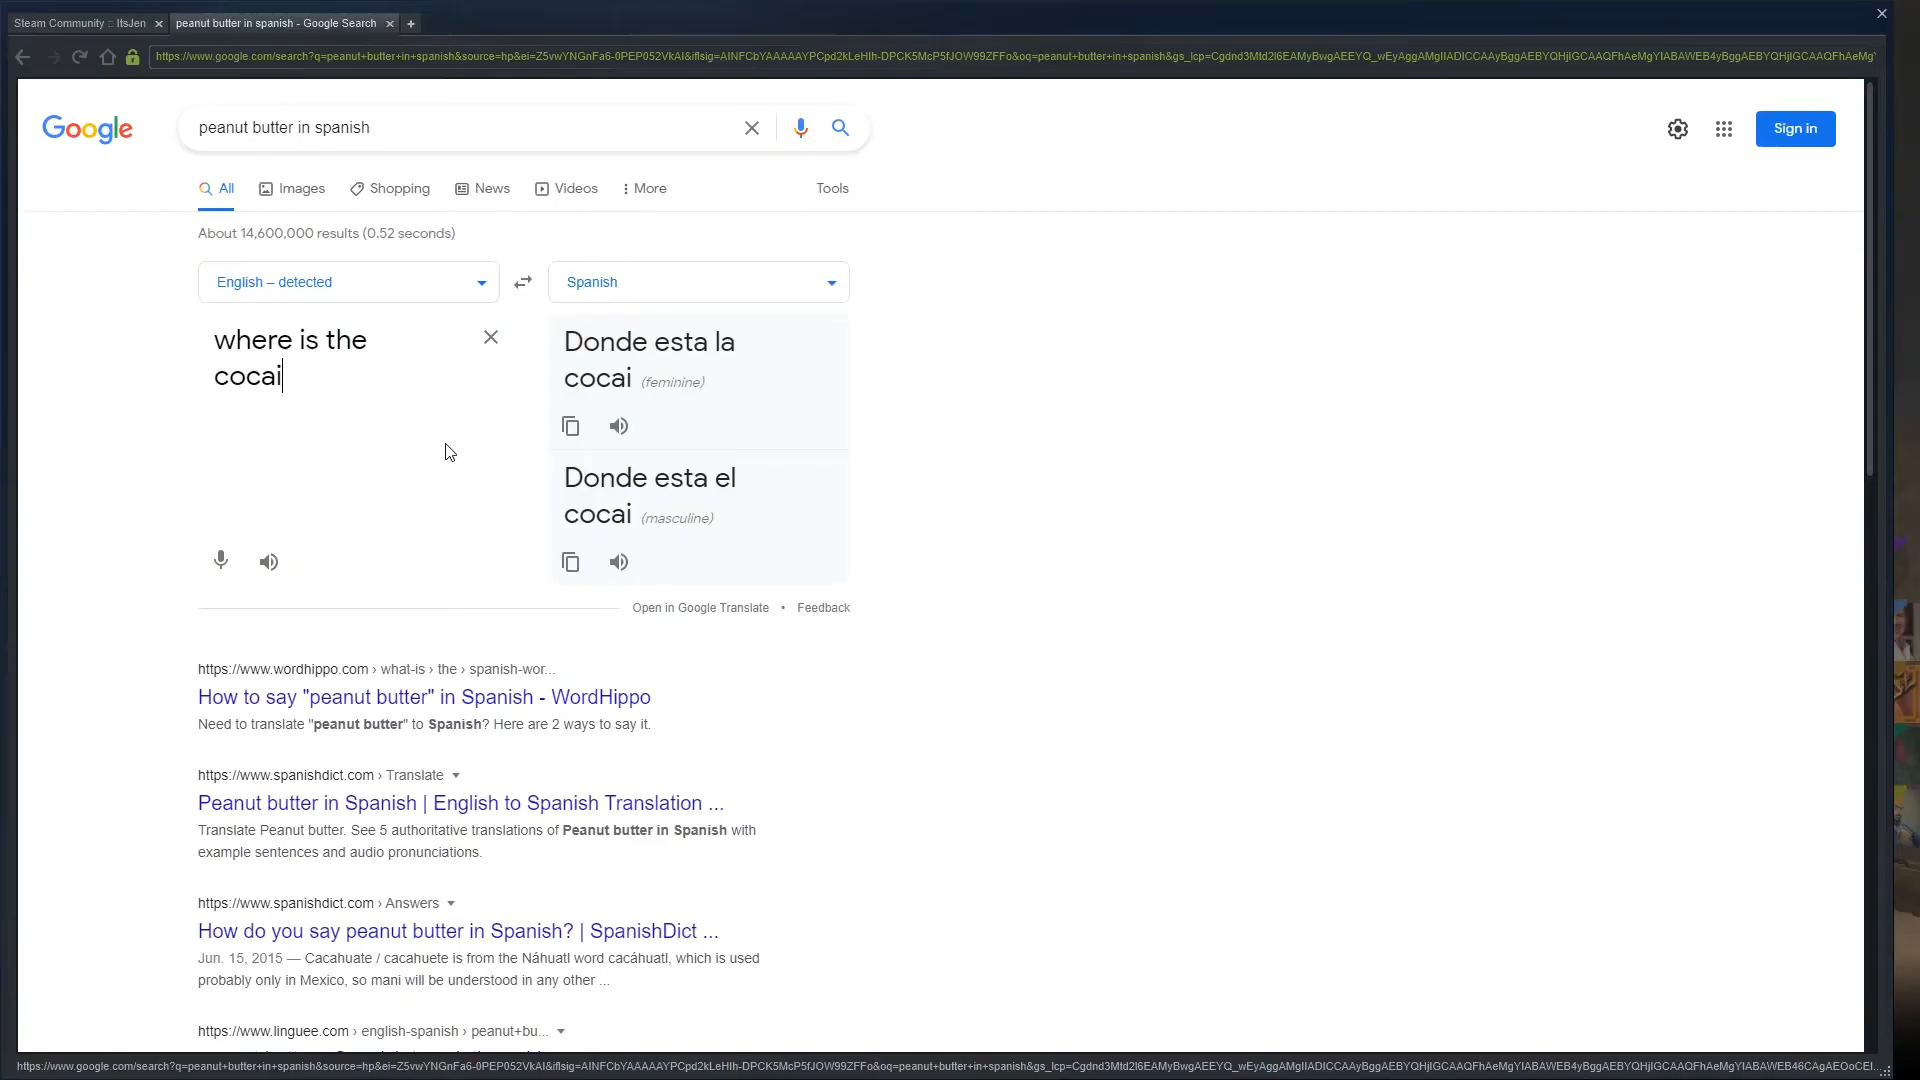 Steam Community :: ItsJen
peanut butter in spanish - Google Search
Google
peanut butter in spanish
Sign in
All
Images
Shopping
News
Videos
More
Tools
About 14,600,000 results (0.52 seconds)
English – detected
Spanish
where is the
cocai
Donde esta la
cocai (feminine)
Donde esta el
cocai (masculine)
Open in Google Translate • Feedback
https://www.wordhippo.com › what-is › the › spanish-wor...
How to say "peanut butter" in Spanish - WordHippo
Need to translate "peanut butter" to Spanish? Here are 2 ways to say it.
https://www.spanishdict.com › Translate
Peanut butter in Spanish | English to Spanish Translation ...
Translate Peanut butter. See 5 authoritative translations of Peanut butter in Spanish with
example sentences and audio pronunciations.
https://www.spanishdict.com › Answers
How do you say peanut butter in Spanish? | SpanishDict ...
Jun. 15, 2015 — Cacahuate / cacahuete is from the Náhuatl word cacáhuatl, which is used
probably only in Mexico, so mani will be understood in any other ...
https://www.linguee.com › english-spanish › peanut+bu...